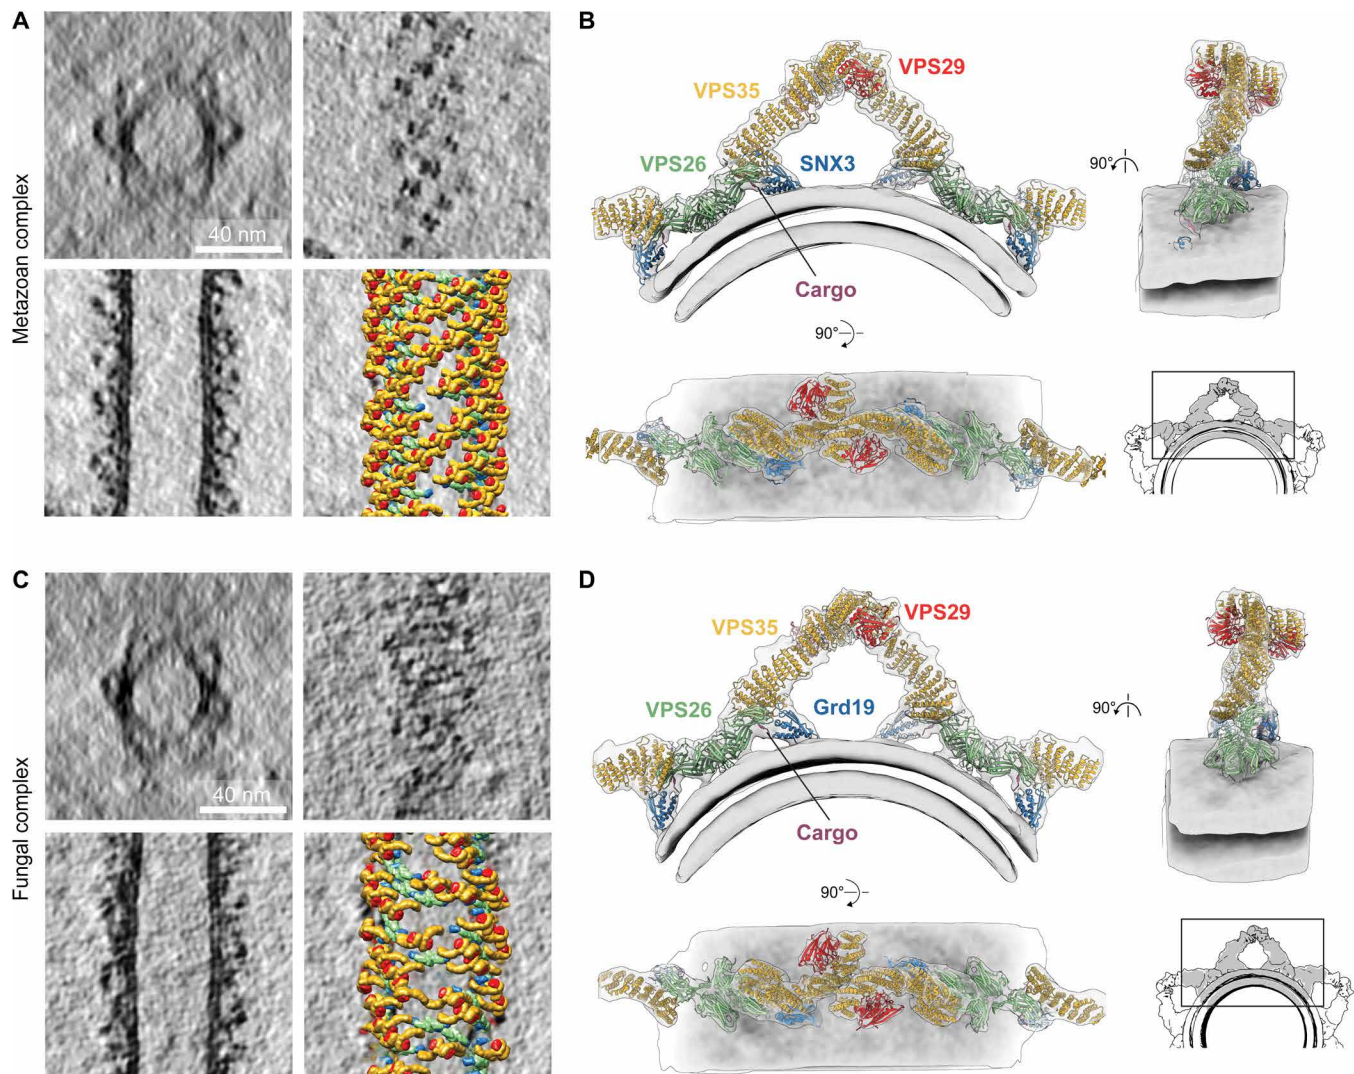 A
Metazoan complex
40 nm
B
VPS29
VPS35
VPS26
SNX3
90°
Cargo
90°
C
Fungal complex
40 nm
D
VPS29
VPS35
VPS26
Grd19
90°
Cargo
90°